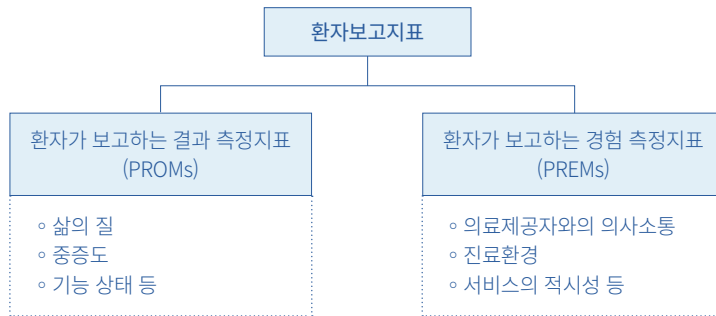 환자보고지표
환자가 보고하는 결과 측정지표
(PROMs)
◦ 삶의 질
◦ 중증도
◦ 기능 상태 등
환자가 보고하는 경험 측정지표
(PREMs)
◦ 의료제공자와의 의사소통
◦ 진료환경
◦ 서비스의 적시성 등